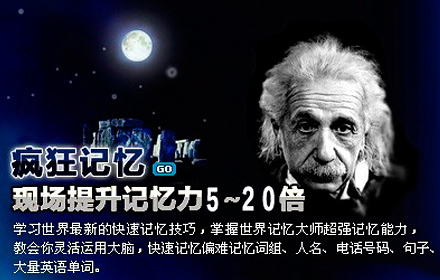 疯狂记忆 GO
现场提升记忆力5~20倍
学习世界最新的快速记忆技巧，掌握世界记忆大师超强记忆能力，
教会你灵活运用大脑，快速记忆偏难记忆词组、人名、电话号码、句子、
大量英语单词。